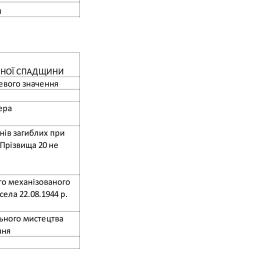 НОЇ СПАДЩИНИ
евого значення
ера
нів загиблих при
Прізвища 20 не
го механізованого
села 22.08.1944 р.
ьного мистецтва
ння